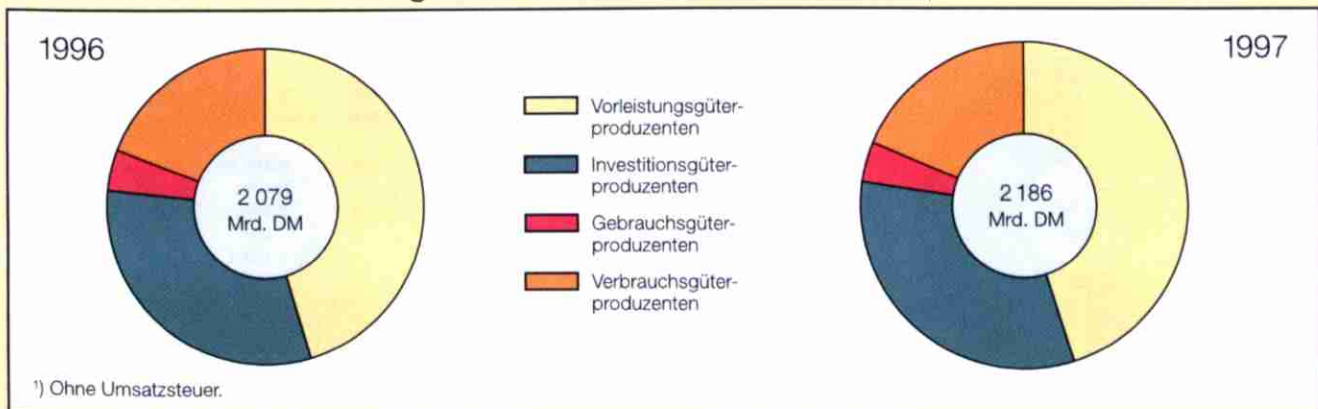 1996
1997
2 079
Mrd. DM
Vorleistungsgüter-
produzenten
Investitionsgüter-
produzenten
Gebrauchsgüter-
produzenten
Verbrauchsgüter-
produzenten
2 186
Mrd. DM
¹) Ohne Umsatzsteuer.